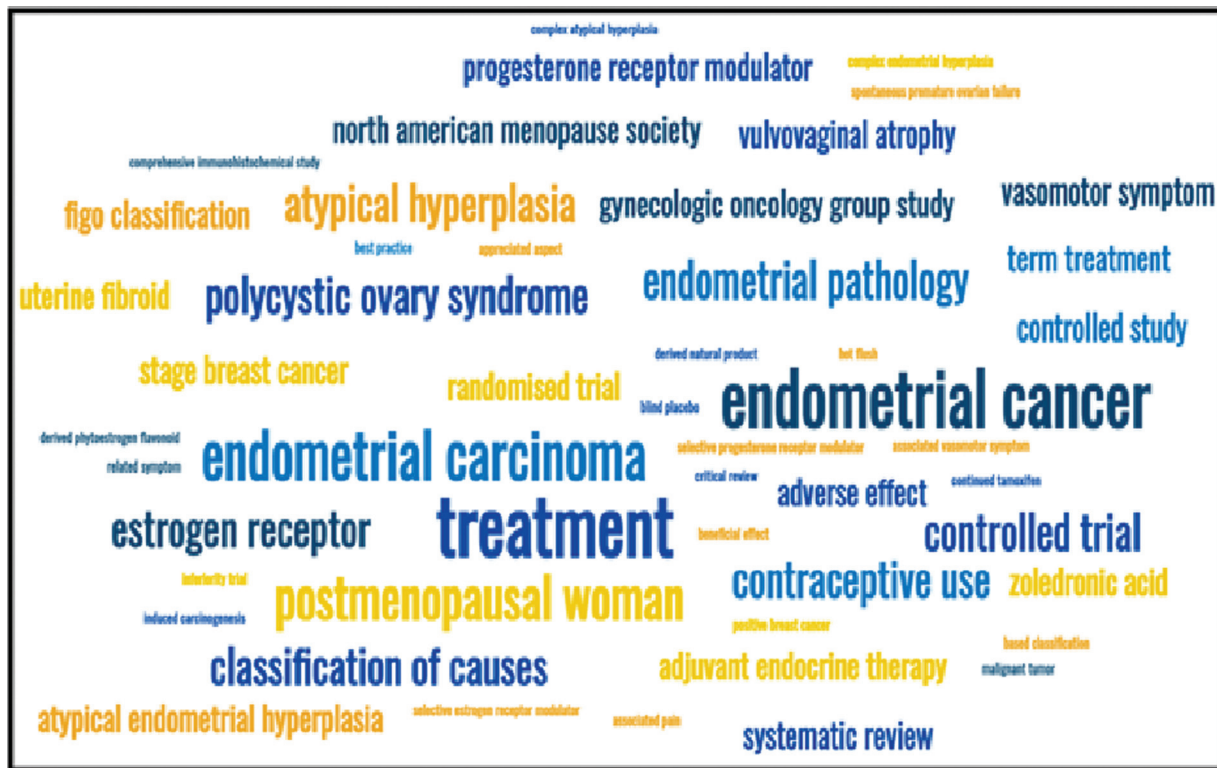 complex atypical hyperplasia
progesterone receptor modulator
complex endometrial hyperplasia
spontaneous premature ovarian failure
north american menopause society
vulvovaginal atrophy
comprehensive immunohistochemical study
figo classification
atypical hyperplasia
gynecologic oncology group study
vasomotor symptom
best practice
appreciated aspect
term treatment
uterine fibroid
polycystic ovary syndrome
endometrial pathology
controlled study
stage breast cancer
randomised trial
derived natural product
hot flush
blind placebo
endometrial cancer
derived phytoestrogen flavonoid
related symptom
endometrial carcinoma
selective progesterone receptor modulator
associated vasomotor symptom
critical review
continued tamoxifen
adverse effect
estrogen receptor
treatment
beneficial effect
controlled trial
inferiority trial
postmenopausal woman
contraceptive use
zoledronic acid
induced carcinogenesis
positive breast cancer
classification of causes
adjuvant endocrine therapy
based classification
malignant tumor
atypical endometrial hyperplasia
selective estrogen receptor modulator
associated pain
systematic review